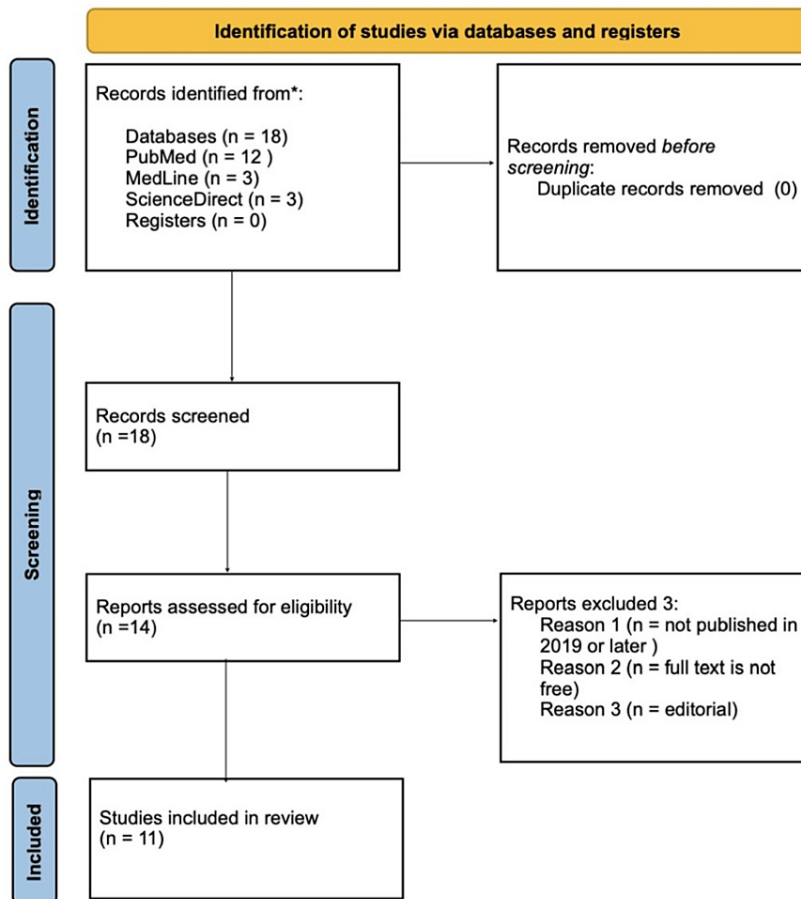 Identification of studies via databases and registers
Identification
Records identified from*:
Databases (n = 18)
PubMed (n = 12 )
MedLine (n = 3)
ScienceDirect (n = 3)
Registers (n = 0)
Records removed before
screening:
Duplicate records removed  (0)
Screening
Records screened
(n =18)
Reports assessed for eligibility
(n =14)
Reports excluded 3:
Reason 1 (n = not published in
2019 or later )
Reason 2 (n = full text is not
free)
Reason 3 (n = editorial)
Included
Studies included in review
(n = 11)